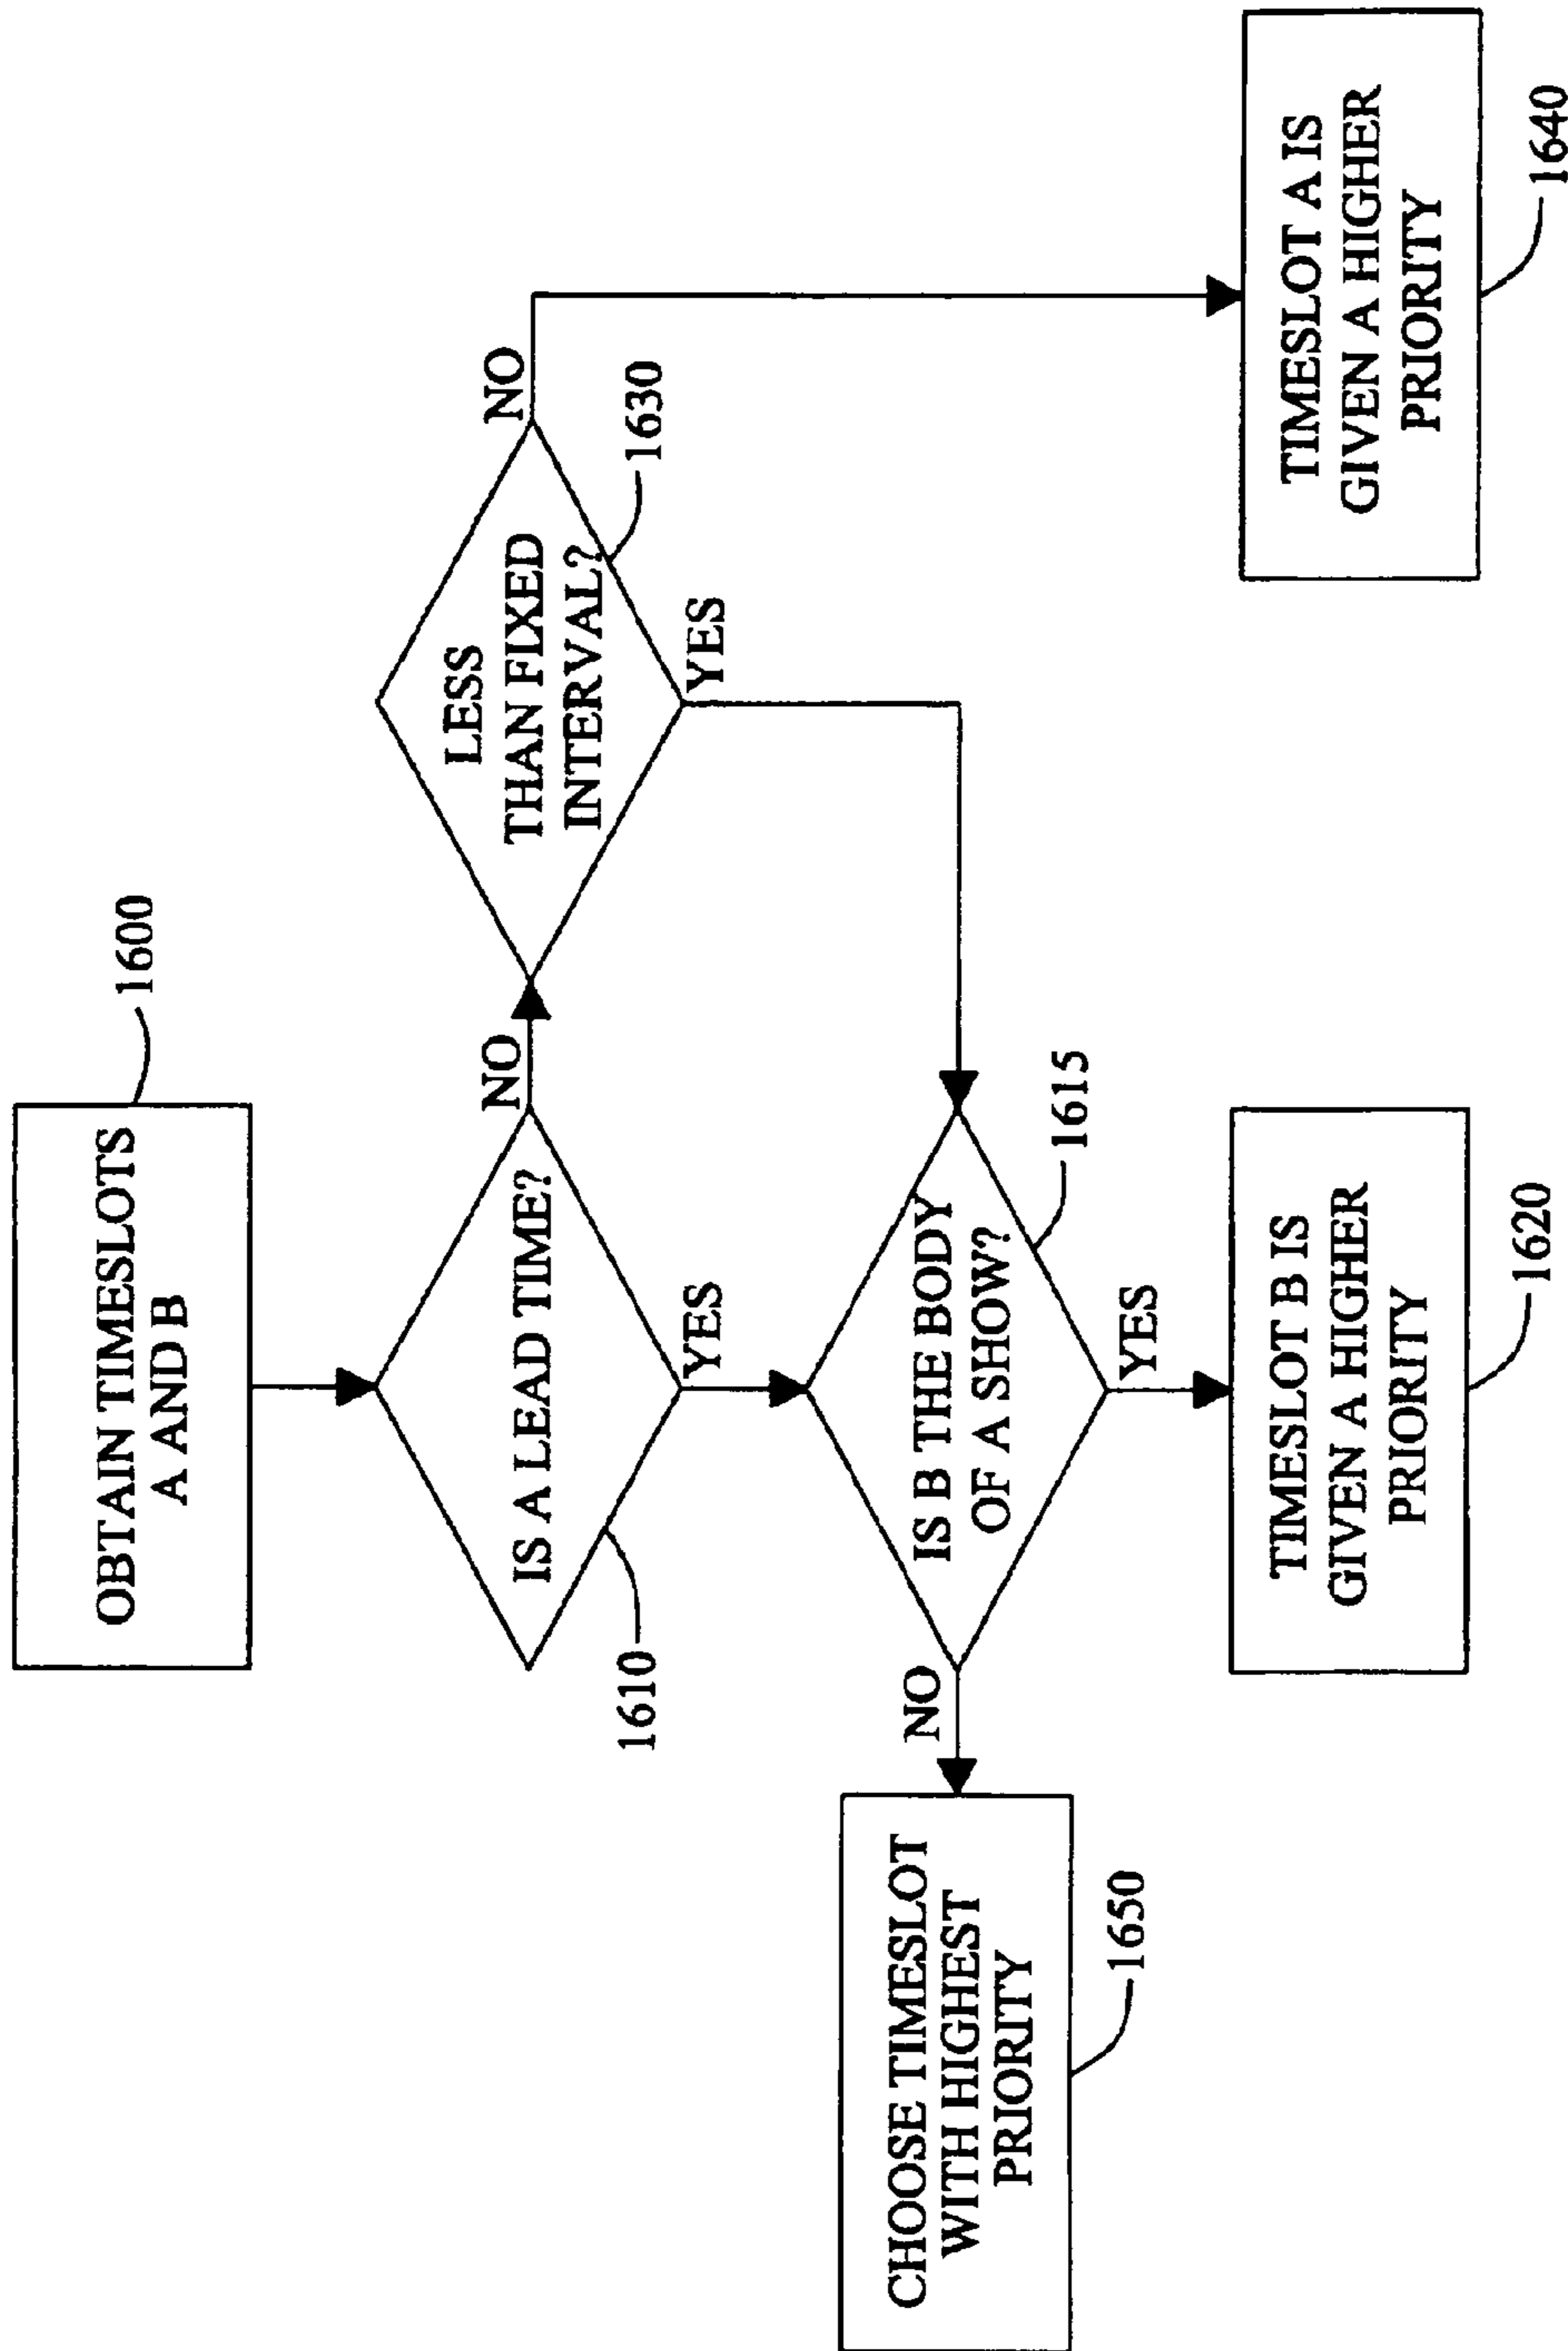 OBTAIN TIMESLOTS
A AND B
1600
IS A LEAD TIME?
1610
NO
YES
LESS
THAN FIXED
INTERVAL?
1630
NO
YES
IS B THE BODY
OF A SHOW?
1615
NO
YES
CHOOSE TIMESLOT
WITH HIGHEST
PRIORITY
1650
TIMESLOT B IS
GIVEN A HIGHER
PRIORITY
1620
TIMESLOT A IS
GIVEN A HIGHER
PRIORITY
1640